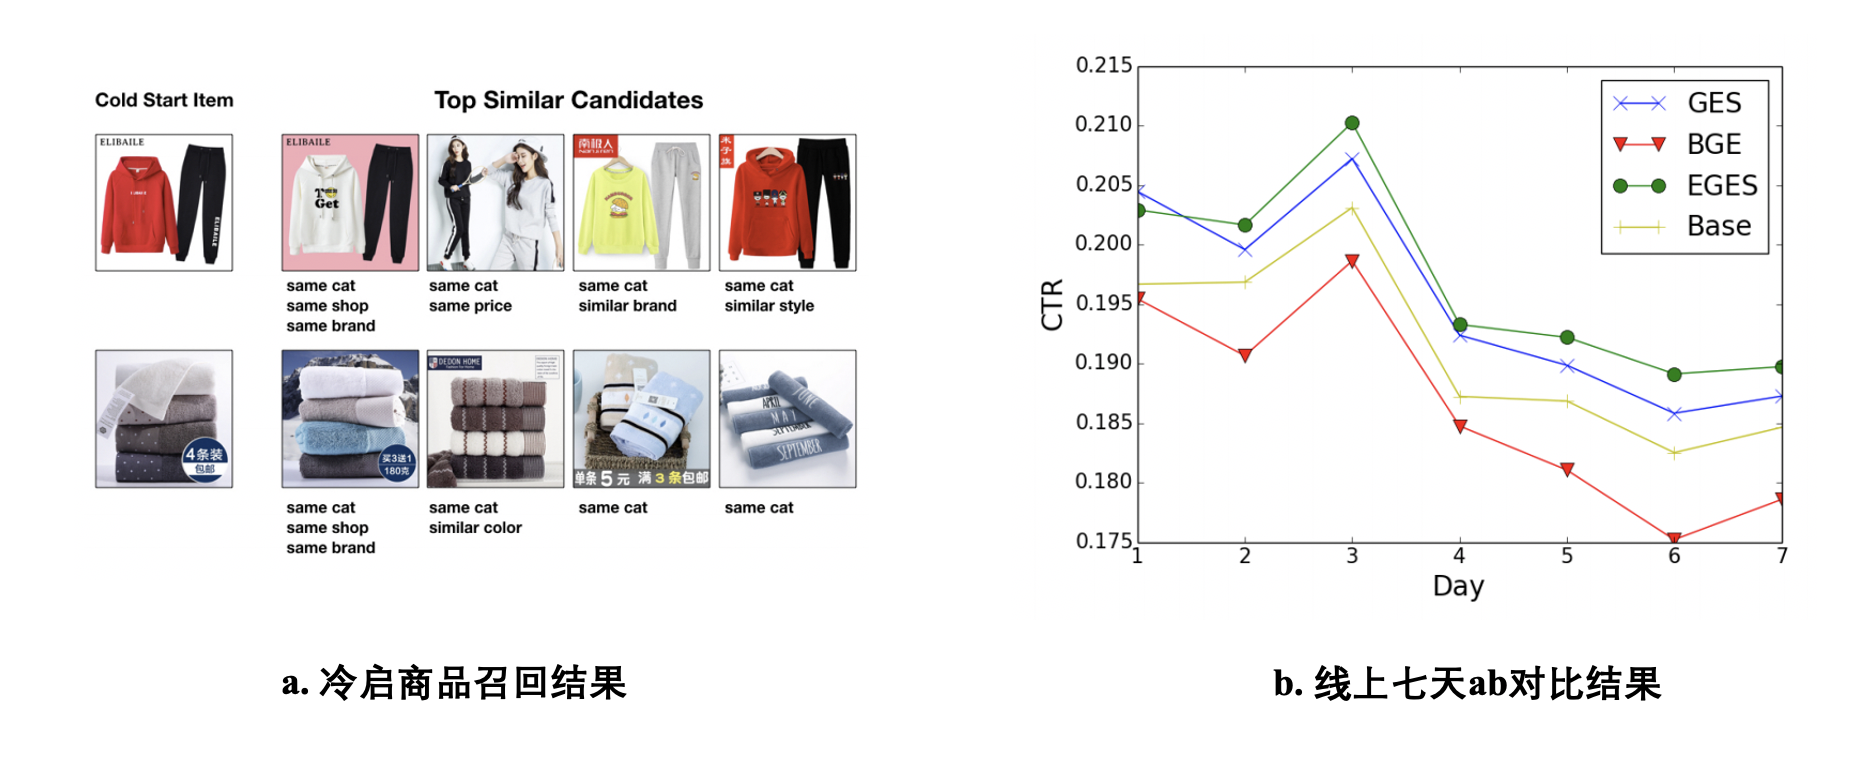 Cold Start Item
Top Similar Candidates
ELIBAILE
ELIBAILE
ELIBAILE
T
Get
南极人
Nanjiren
same cat
same shop
same brand
same cat
same price
same cat
similar brand
same cat
similar style
4条装
包邮
买3送1
180克
DEDON HOME
单条5元 满3条包邮
APRIL
MAY
JUNE
SEPTEMBER
SEPTEMBER
same cat
same shop
same brand
same cat
similar color
same cat
same cat
a. 冷启商品召回结果
0.215
0.210
0.205
0.200
0.195
0.190
0.185
0.180
0.175
CTR
1 2 3 4 5 6 7
Day
GES
BGE
EGES
Base
b. 线上七天ab对比结果